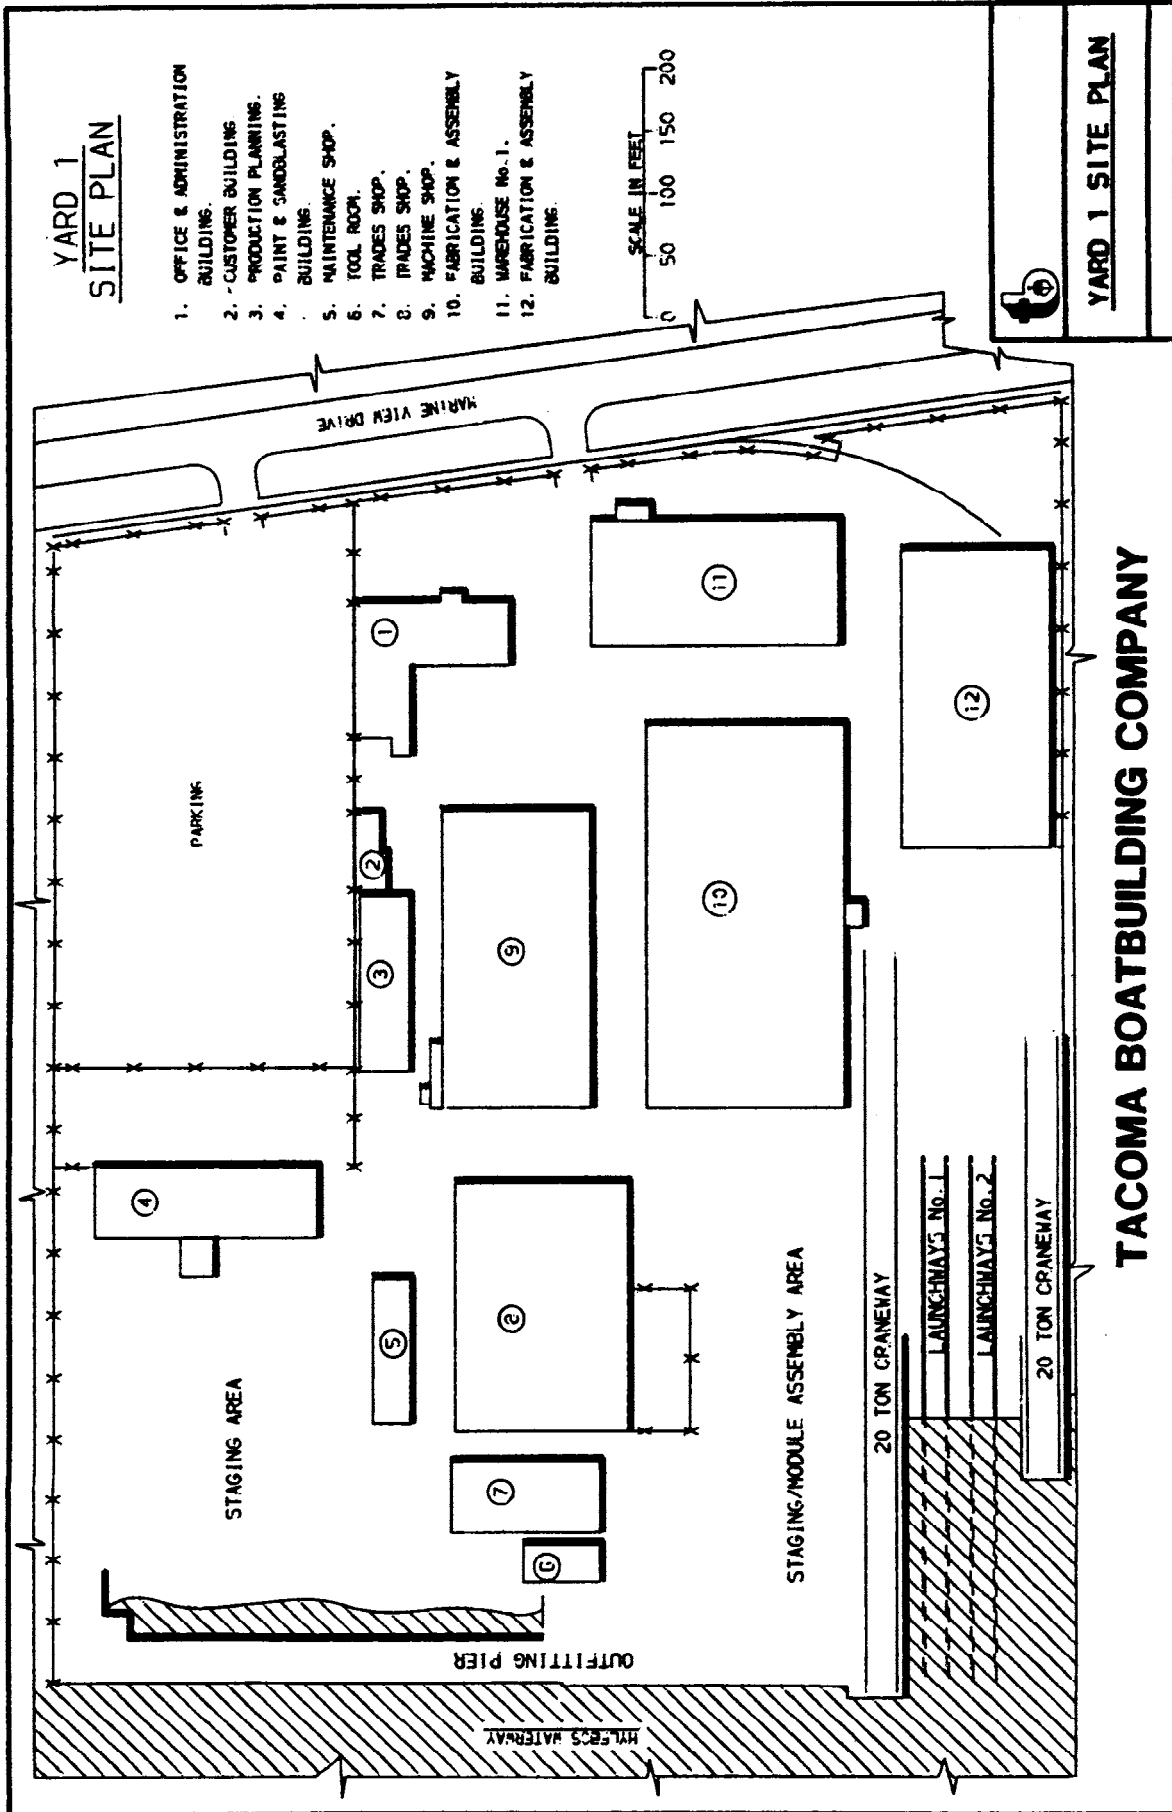 YARD 1
SITE PLAN
1. OFFICE & ADMINISTRATION
BUILDING.
2. CUSTOMER BUILDING
3. PRODUCTION PLANNING.
4. PAINT & SANDBLASTING
BUILDING.
5. MAINTENANCE SHOP.
6. TOOL ROOM.
7. TRADES SHOP.
8. TRADES SHOP.
9. MACHINE SHOP.
10. FABRICATION & ASSEMBLY
BUILDING.
11. WAREHOUSE No.1.
12. FABRICATION & ASSEMBLY
BUILDING.
SCALE IN FEET
0 50 100 150 200
YARD 1 SITE PLAN
MARINE VIEW DRIVE
PARKING
1
2
3
4
5
6
7
8
9
10
11
12
STAGING AREA
STAGING/MODULE ASSEMBLY AREA
20 TON CRANEWAY
LAUNCHWAYS No.1
LAUNCHWAYS No.2
20 TON CRANEWAY
OUTFITTING PIER
HYLEBOS WATERWAY
TACOMA BOATBUILDING COMPANY